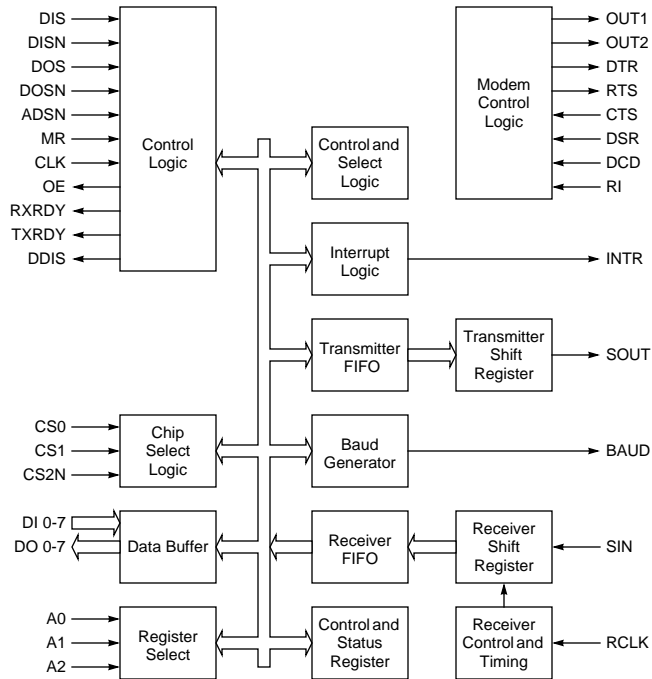 DIS
DISN
DOS
DOSN
ADSN
MR
CLK
OE
RXRDY
TXRDY
DDIS
Control
Logic
Control and
Select
Logic
Modem
Control
Logic
OUT1
OUT2
DTR
RTS
CTS
DSR
DCD
RI
Interrupt
Logic
INTR
Transmitter
FIFO
Transmitter
Shift
Register
SOUT
CS0
CS1
CS2N
Chip
Select
Logic
Baud
Generator
BAUD
DI 0-7
DO 0-7
Data Buffer
Receiver
FIFO
Receiver
Shift
Register
SIN
A0
A1
A2
Register
Select
Control and
Status
Register
Receiver
Control and
Timing
RCLK